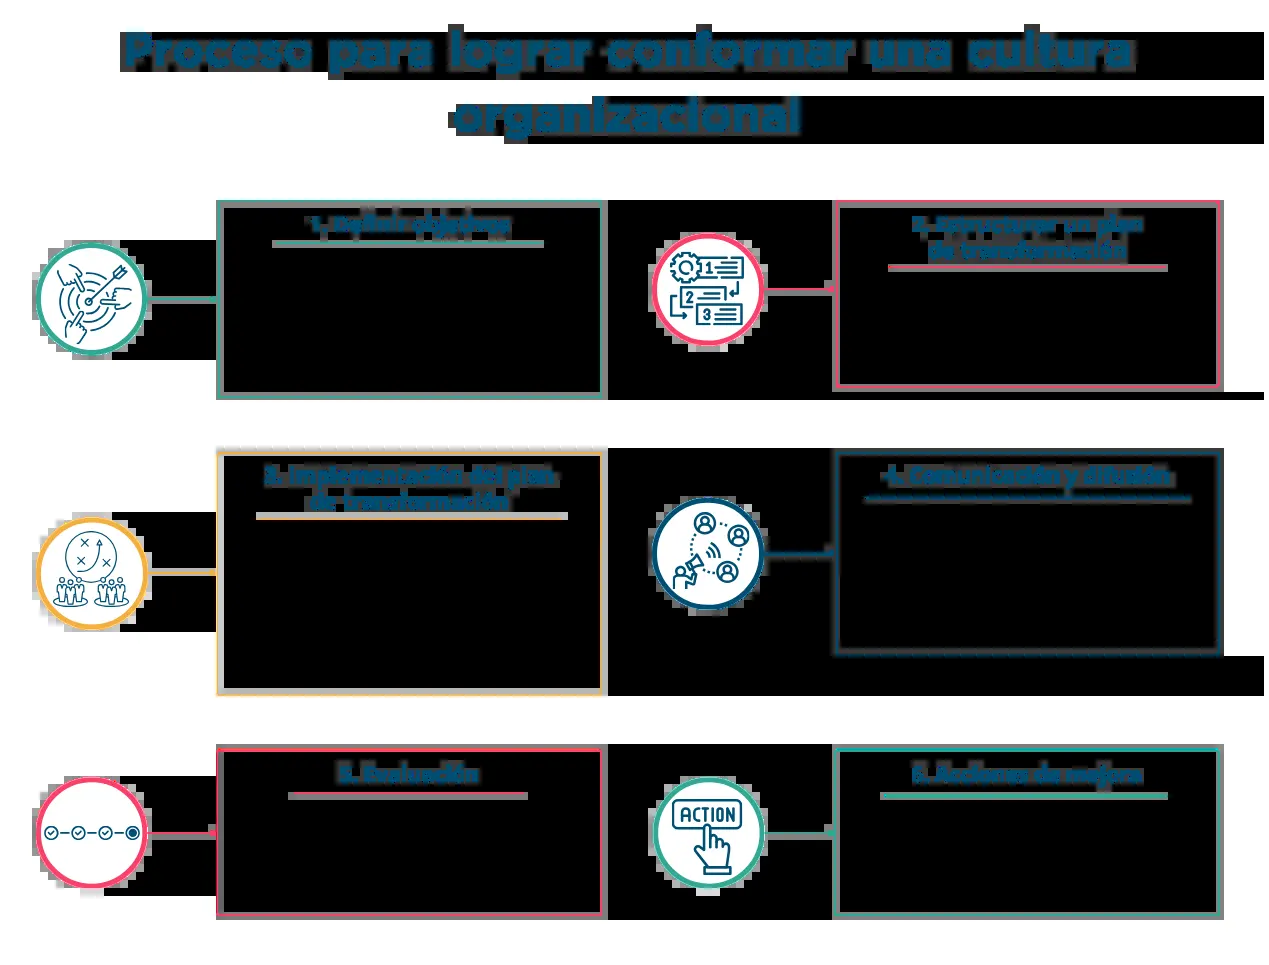 Proceso para lograr conformar una cultura
organizacional
1. Definir objetivos
2. Estructurar un plan
de transformación
1
2
3
3. Implementación del plan
de transformación
4. Comunicación y difusión
5. Evaluación
6. Acciones de mejora
ACTION